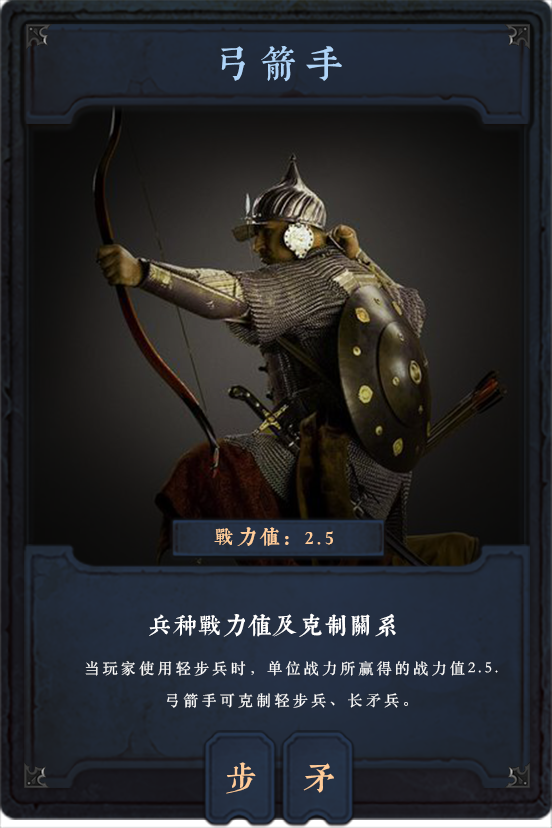 弓箭手
戰力值：2.5
兵种戰力值及克制關系
当玩家使用轻步兵时，单位战力所赢得的战力值2.5.
弓箭手可克制轻步兵、长矛兵。
步 矛